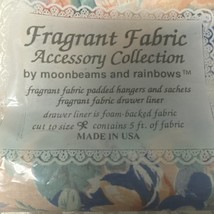 Fragrant Fabric
Accessory Collection
by moonbeams and rainbows™
fragrant fabric padded hangers and sachets
fragrant fabric drawer liner
drawer liner is foam-backed fabric
cut to size contains 5 ft. of fabric
MADE IN USA